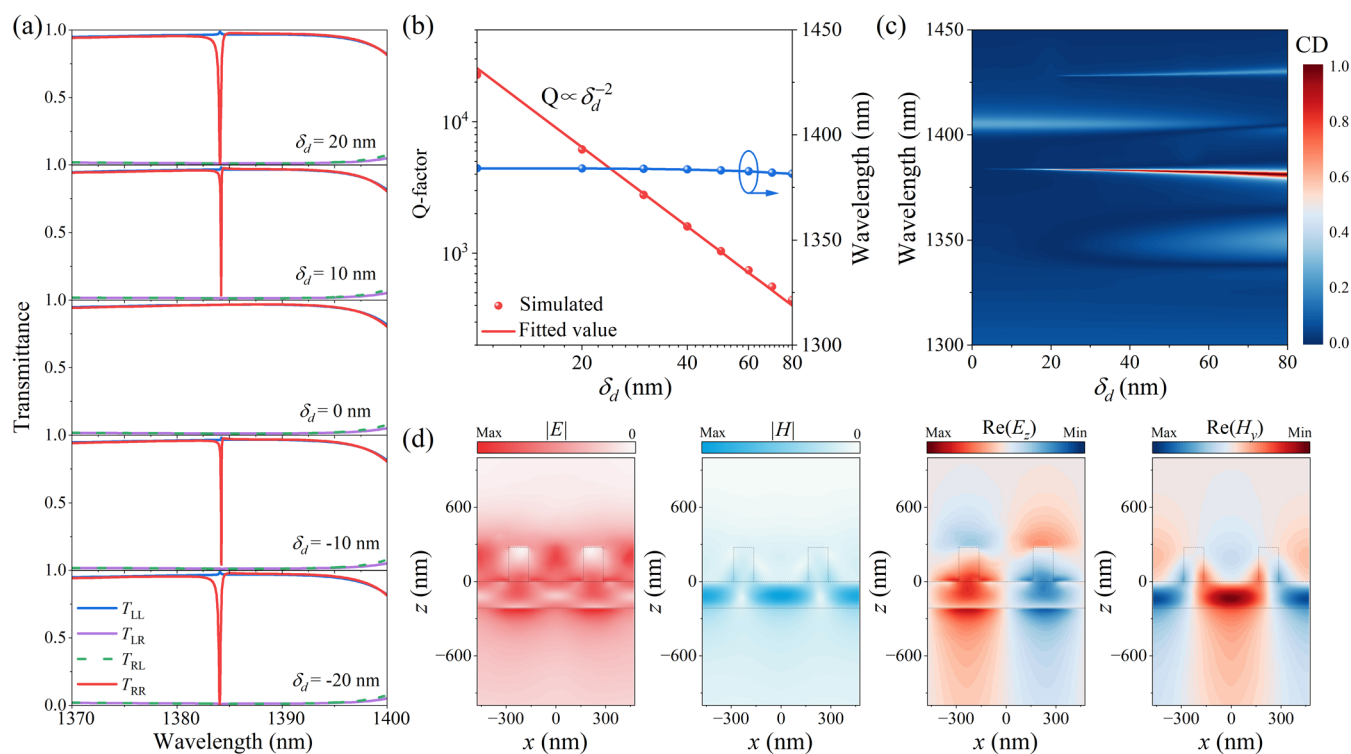 (a)
1.0
0.5
δd= 20 nm
1.0
0.5
δd= 10 nm
1.0
0.5
δd= 0 nm
1.0
0.5
δd= -10 nm
1.0
0.5
TLL
TLR
TRL
TRR
δd= -20 nm
0.0
1370 1380 1390 1400
Wavelength (nm)
Transmittance
(b)
Q∝δd−2
10⁴
10³
Q-factor
1450
1400
1350
1300
Wavelength (nm)
Simulated
Fitted value
20 40 60 80
δd (nm)
(c)
1450
1400
1350
1300
Wavelength (nm)
0 20 40 60 80
δd (nm)
CD
1.0
0.8
0.6
0.4
0.2
0.0
(d)
Max |E| 0
600
0
−600
z (nm)
−300 0 300
x (nm)
Max |H| 0
600
0
−600
z (nm)
−300 0 300
x (nm)
Max Re(Ez) Min
600
0
−600
z (nm)
−300 0 300
x (nm)
Max Re(Hy) Min
600
0
−600
z (nm)
−300 0 300
x (nm)